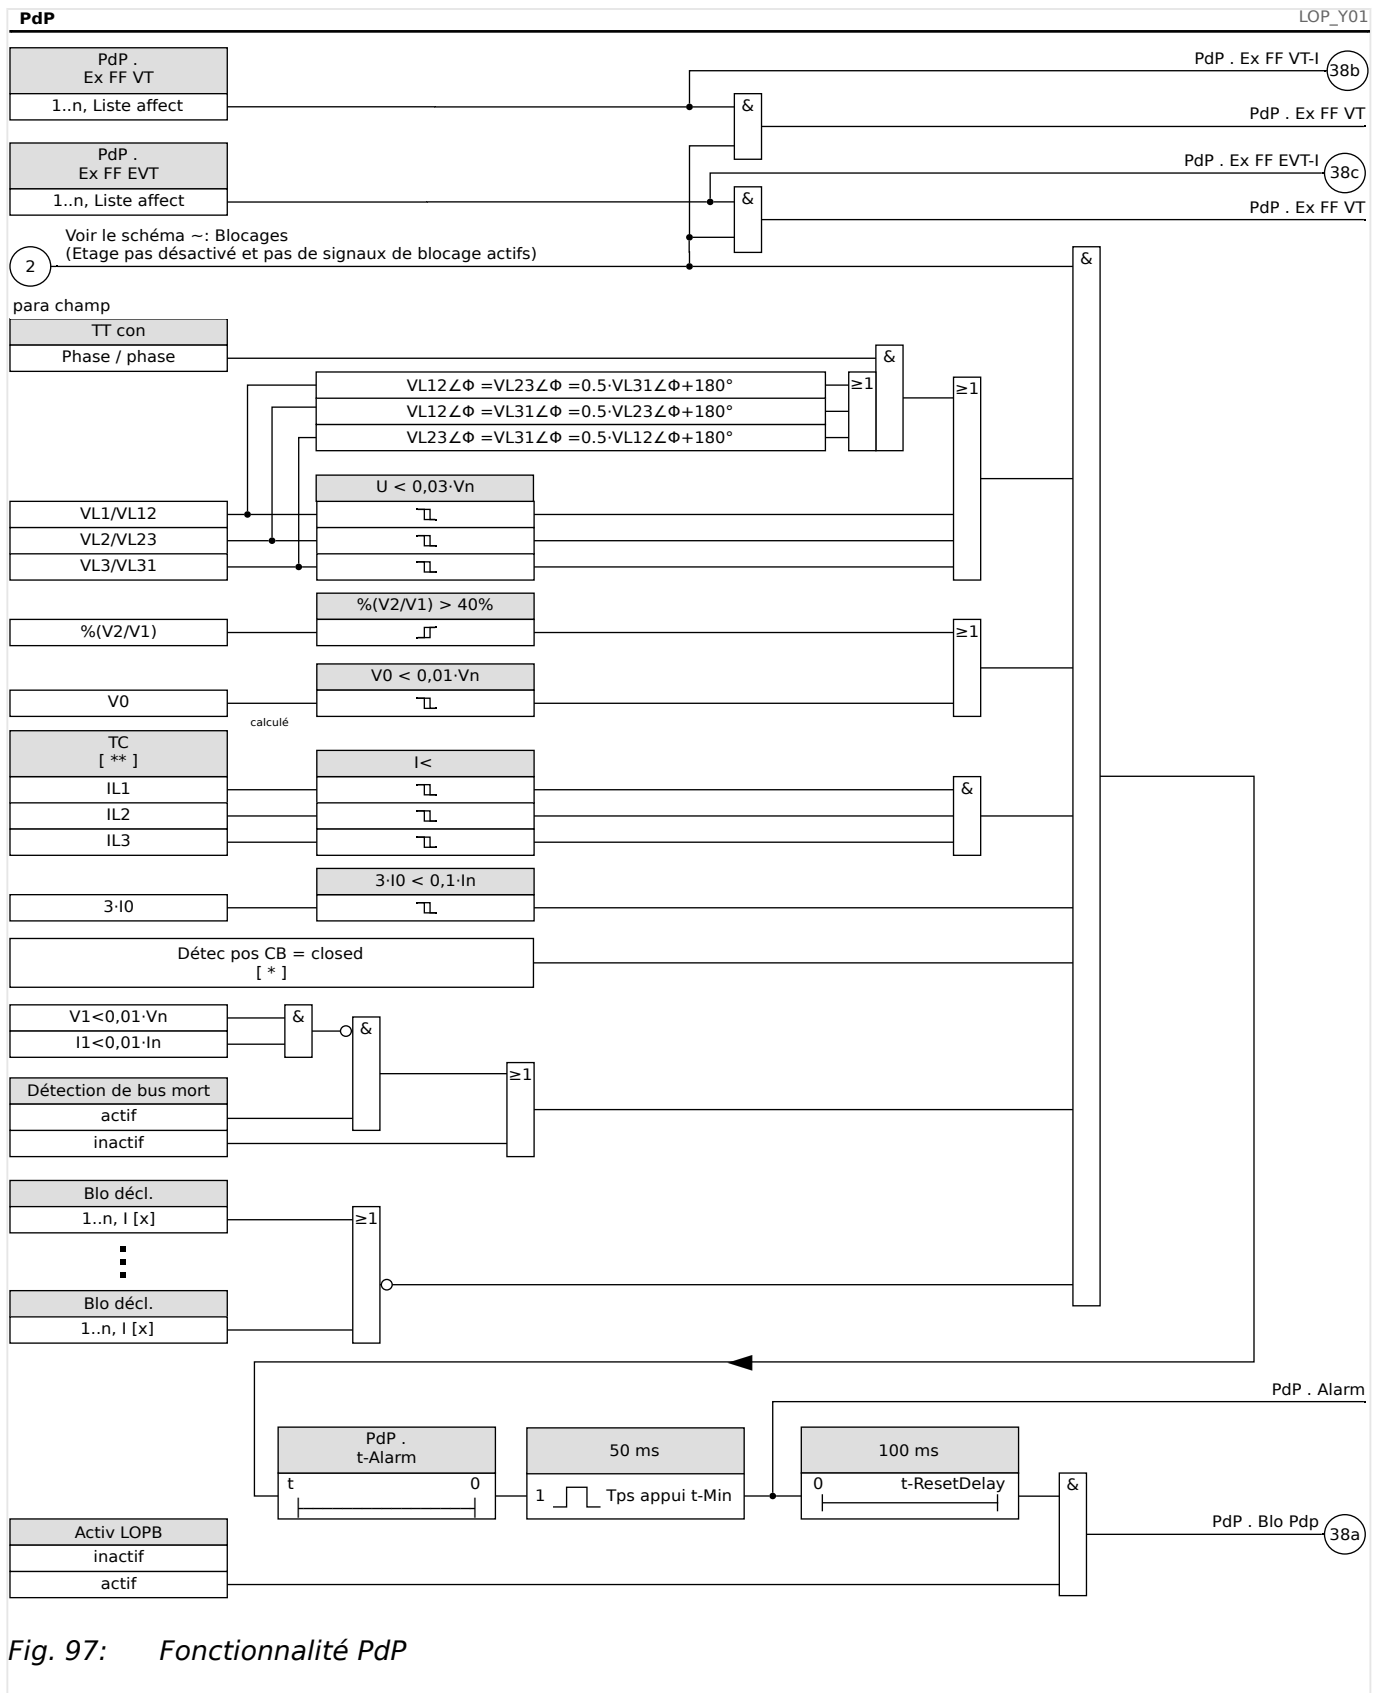 PdP
LOP_Y01
PdP .
Ex FF VT
1..n, Liste affect
PdP . Ex FF VT-I
38b
&
PdP . Ex FF VT
PdP .
Ex FF EVT
1..n, Liste affect
PdP . Ex FF EVT-I
38c
&
PdP . Ex FF VT
Voir le schéma ~: Blocages
(Etage pas désactivé et pas de signaux de blocage actifs)
2
&
para champ
TT con
Phase / phase
&
VL12∠Φ =VL23∠Φ =0.5·VL31∠Φ+180°
≥1
≥1
VL12∠Φ =VL31∠Φ =0.5·VL23∠Φ+180°
VL23∠Φ =VL31∠Φ =0.5·VL12∠Φ+180°
U < 0,03·Vn
VL1/VL12
VL2/VL23
VL3/VL31
%(V2/V1) > 40%
%(V2/V1)
≥1
V0 < 0,01·Vn
V0
calculé
TC
[ ** ]
I<
IL1
&
IL2
IL3
3·I0 < 0,1·In
3·I0
Détec pos CB = closed
[ * ]
V1<0,01·Vn
&
&
I1<0,01·In
≥1
Détection de bus mort
actif
inactif
Blo décl.
1..n, I [x]
≥1
Blo décl.
1..n, I [x]
PdP . Alarm
PdP .
t-Alarm
50 ms
100 ms
t
0
1
Tps appui t-Min
0
t-ResetDelay
&
PdP . Blo Pdp
38a
Activ LOPB
inactif
actif
Fig. 97: Fonctionnalité PdP